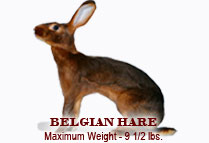 BELGIAN HARE
Maximum Weight - 9 1/2 lbs.